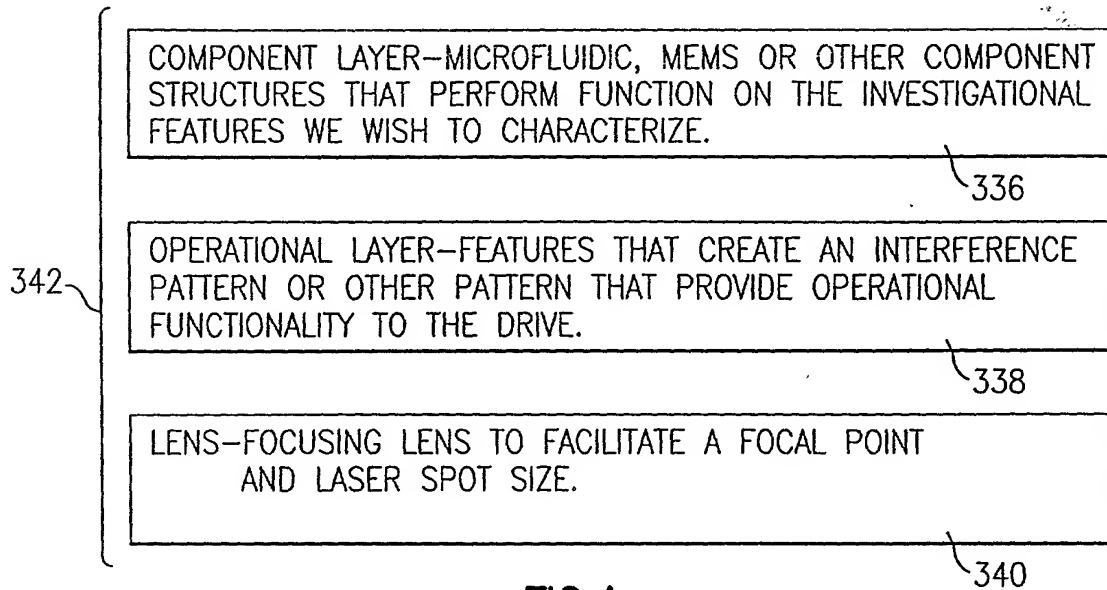 COMPONENT LAYER-MICROFLUIDIC, MEMS OR OTHER COMPONENT
STRUCTURES THAT PERFORM FUNCTION ON THE INVESTIGATIONAL
FEATURES WE WISH TO CHARACTERIZE.
336
OPERATIONAL LAYER-FEATURES THAT CREATE AN INTERFERENCE
PATTERN OR OTHER PATTERN THAT PROVIDE OPERATIONAL
FUNCTIONALITY TO THE DRIVE.
342
338
LENS-FOCUSING LENS TO FACILITATE A FOCAL POINT
AND LASER SPOT SIZE.
340